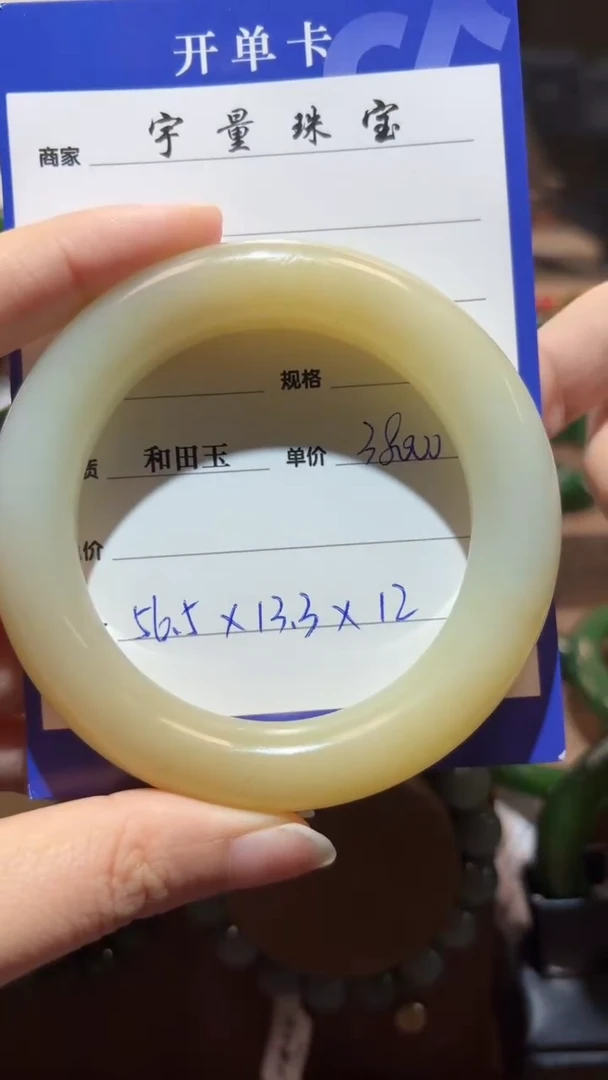 开单卡
商家 宇量珠宝
规格
质 和田玉 单价
价
56.5×13.3×12